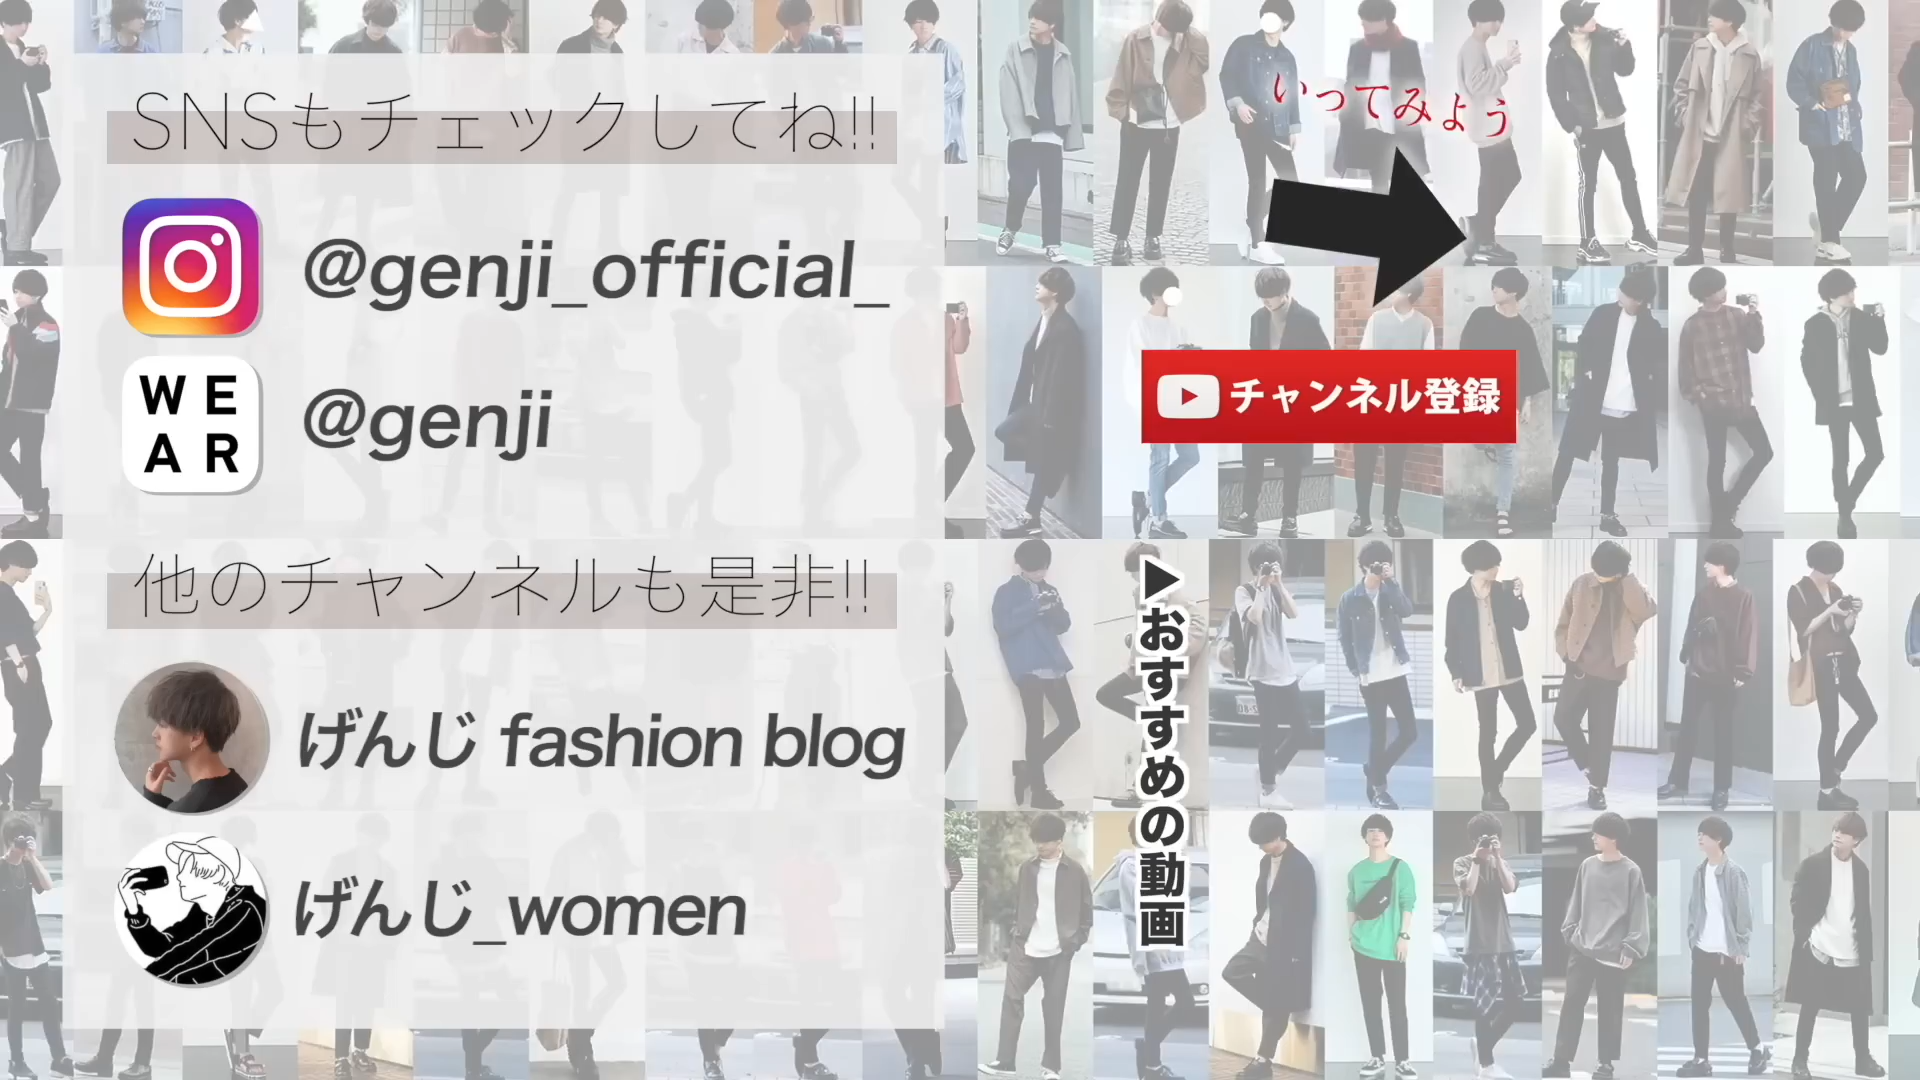 SNSもチェックしてね!!
@genji_official_
WE
AR
@genji
他のチャンネルも是非!!
げんじ fashion blog
げんじ_women
いってみよう
チャンネル登録
▶おすすめの動画